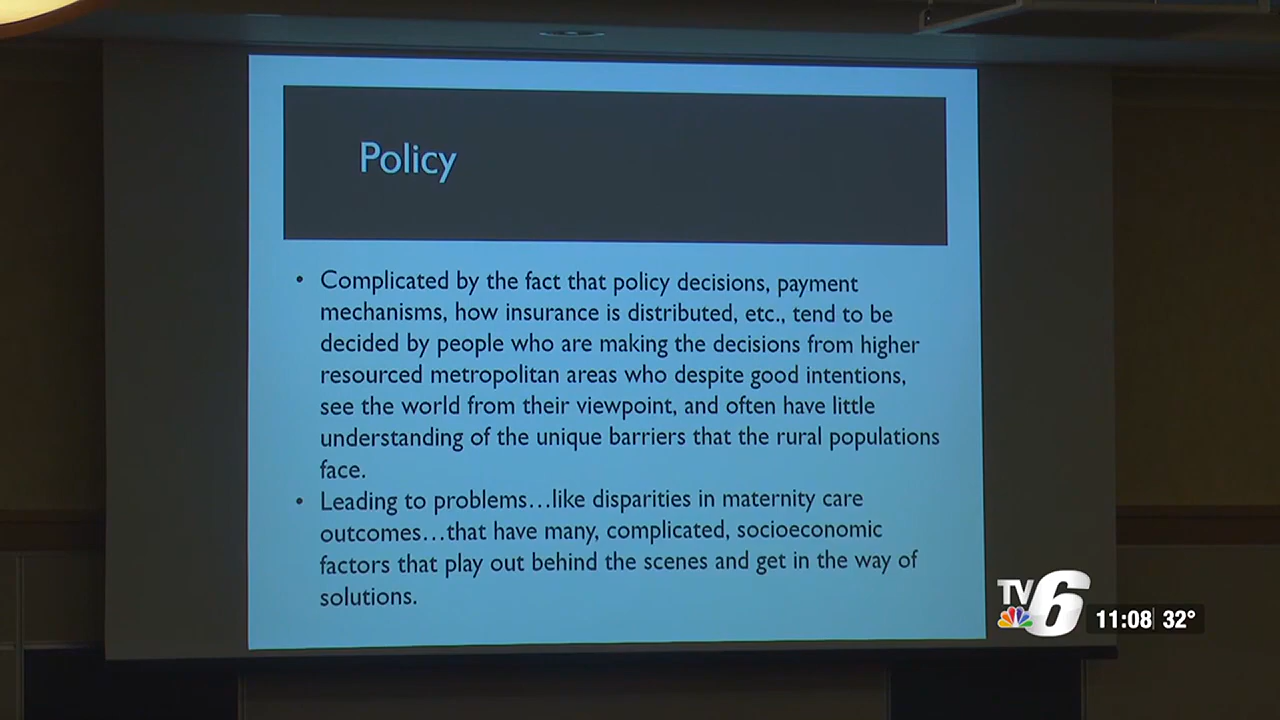 Policy
• Complicated by the fact that policy decisions, payment
mechanisms, how insurance is distributed, etc., tend to be
decided by people who are making the decisions from higher
resourced metropolitan areas who despite good intentions,
see the world from their viewpoint, and often have little
understanding of the unique barriers that the rural populations
face.
• Leading to problems…like disparities in maternity care
outcomes…that have many, complicated, socioeconomic
factors that play out behind the scenes and get in the way of
solutions.
TV6
11:08 32°